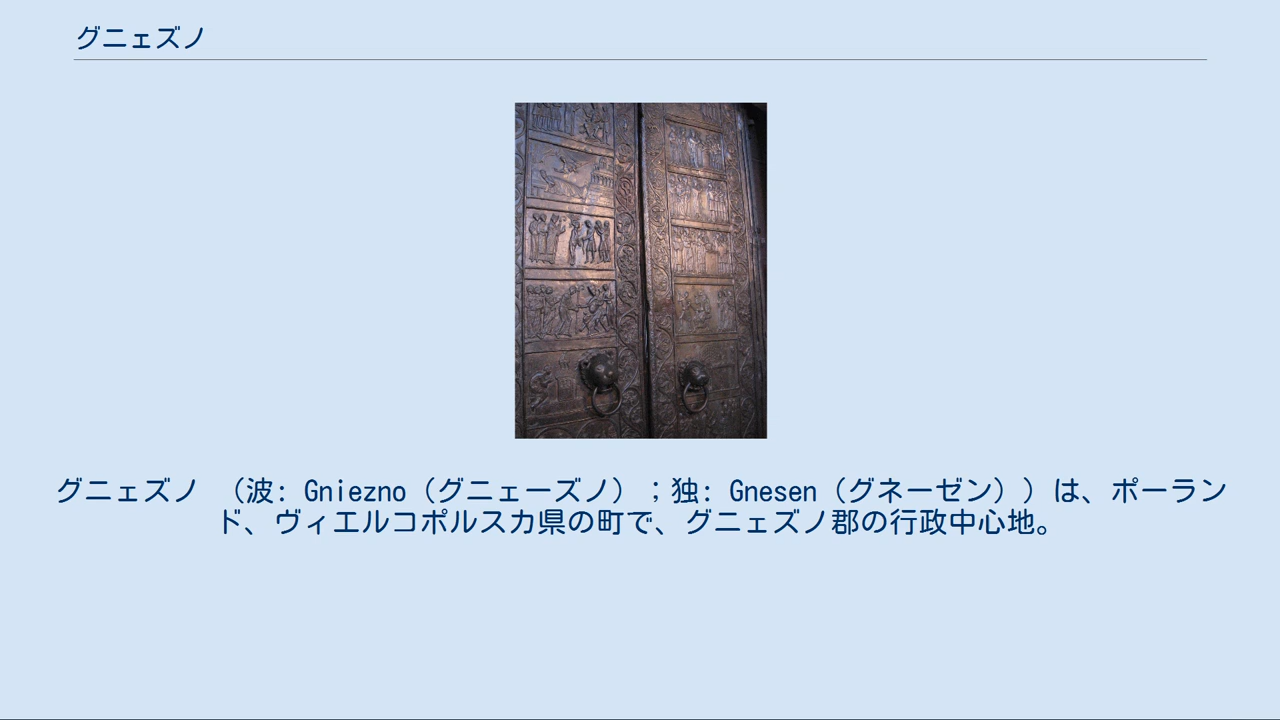 グニェズノ
グニェズノ （波: Gniezno（グニェーズノ）；独: Gnesen（グネーゼン））は、ポーラン
ド、ヴィエルコポルスカ県の町で、グニェズノ郡の行政中心地。